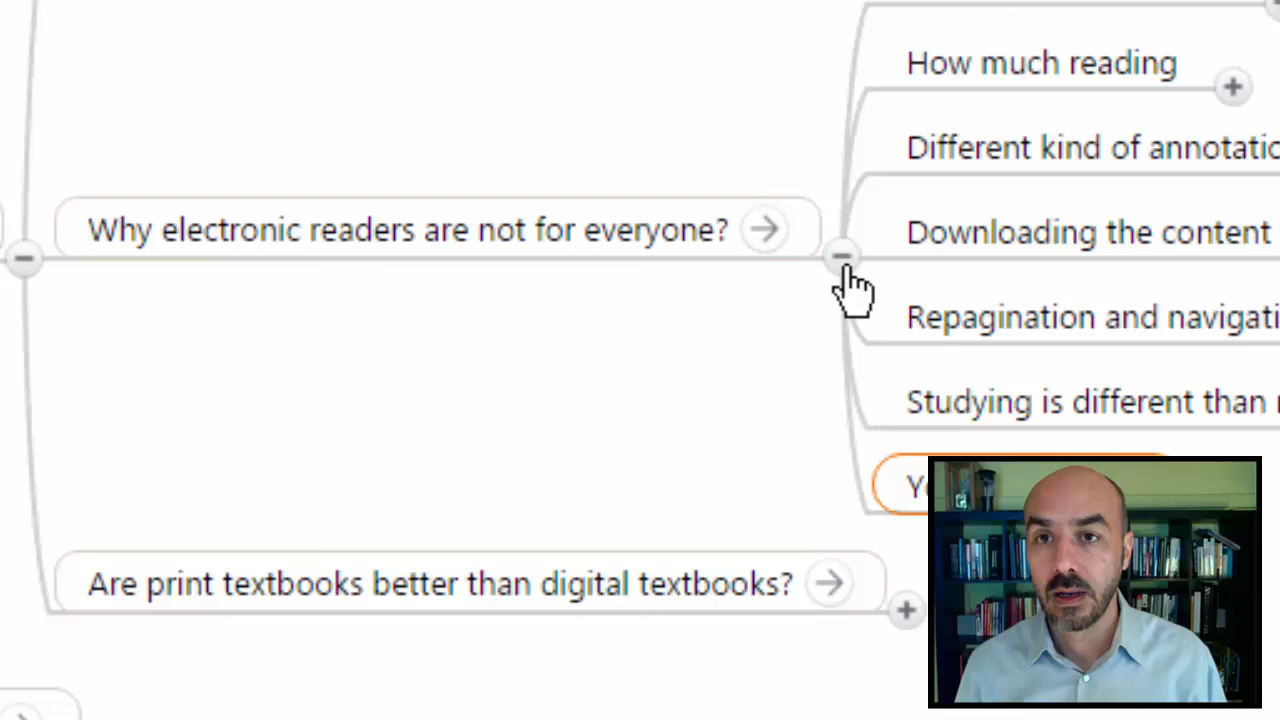 How much reading
Different kind of annotatio
Why electronic readers are not for everyone?
Downloading the content
Repagination and navigati
Studying is different than
Are print textbooks better than digital textbooks?